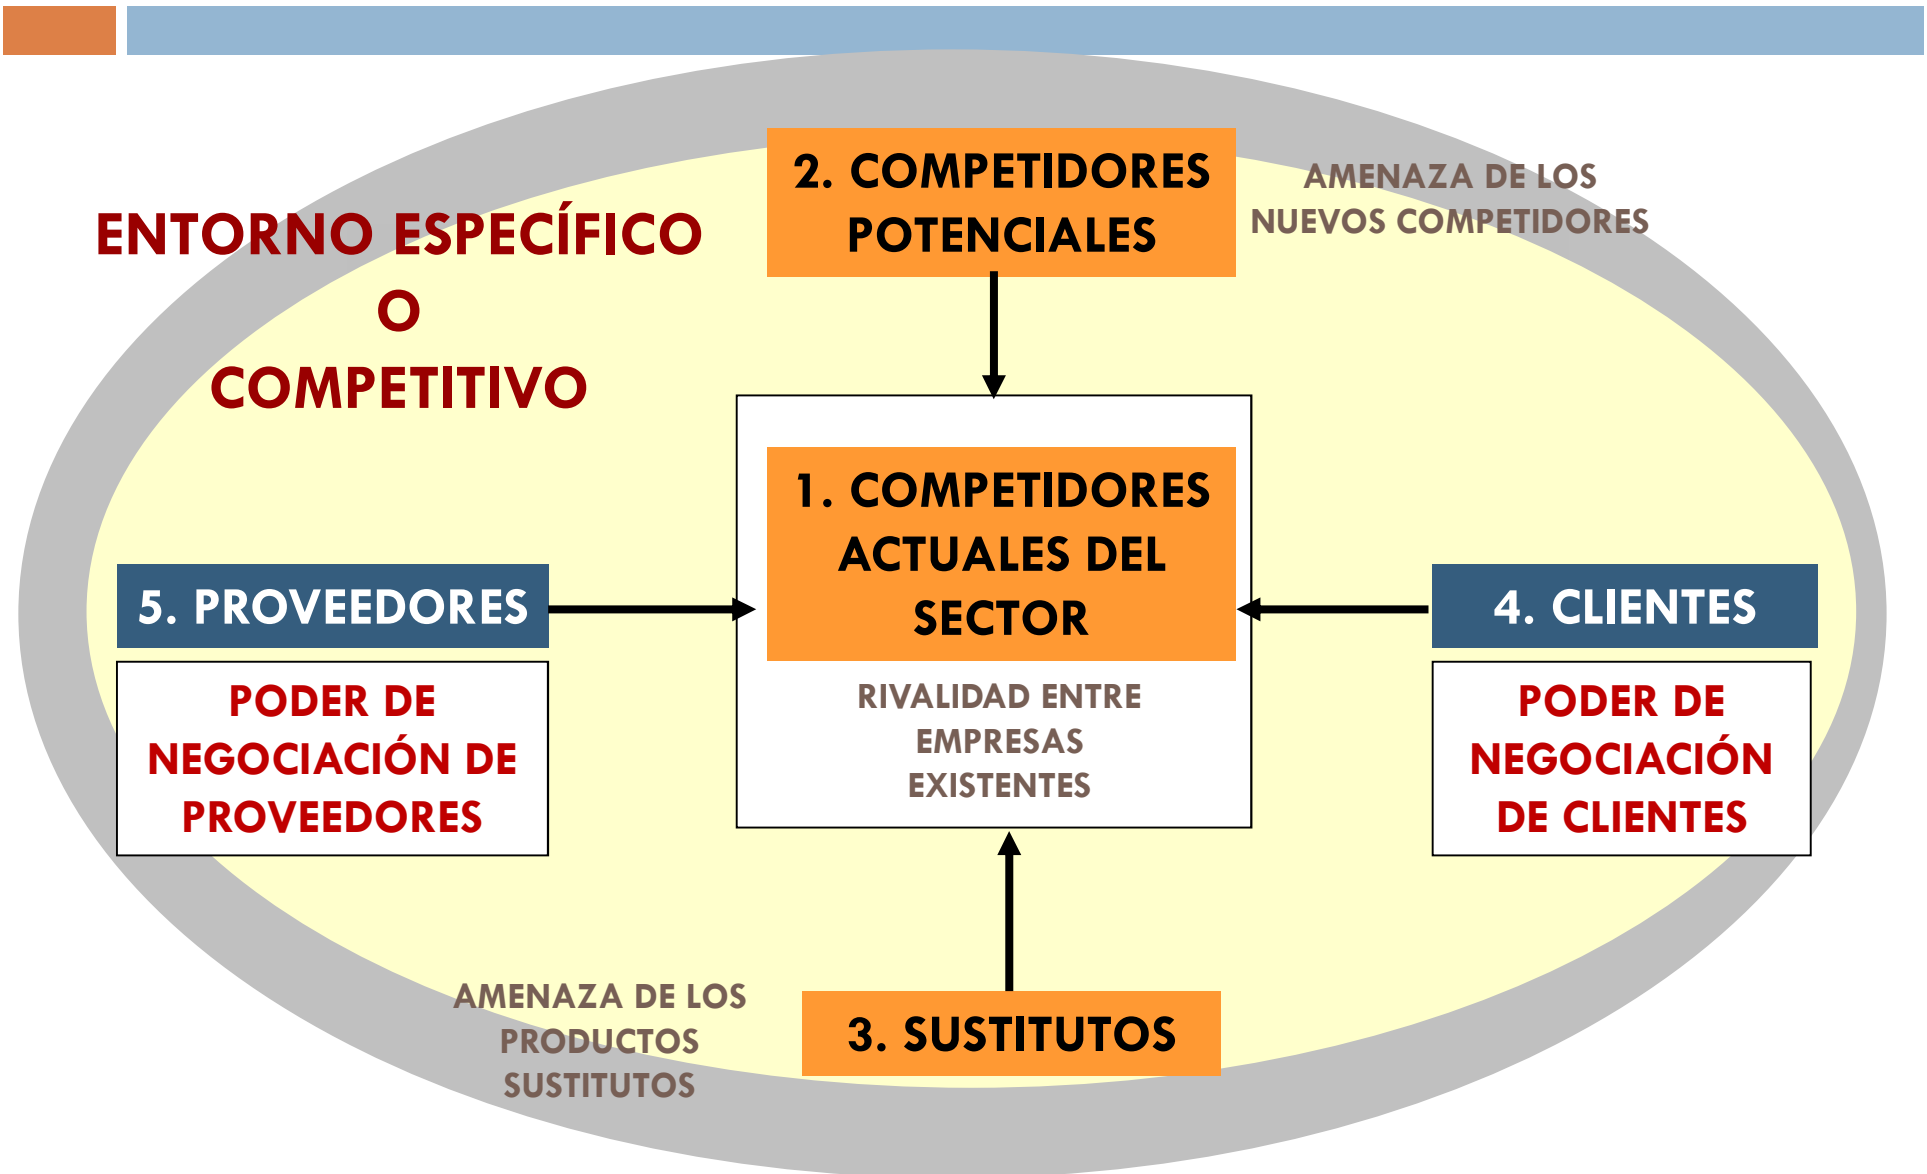 2. COMPETIDORES
POTENCIALES
AMENAZA DE LOS
NUEVOS COMPETIDORES
ENTORNO ESPECÍFICO
O
COMPETITIVO
1. COMPETIDORES
ACTUALES DEL
SECTOR
RIVALIDAD ENTRE
EMPRESAS
EXISTENTES
5. PROVEEDORES
PODER DE
NEGOCIACIÓN DE
PROVEEDORES
4. CLIENTES
PODER DE
NEGOCIACIÓN
DE CLIENTES
AMENAZA DE LOS
PRODUCTOS
SUSTITUTOS
3. SUSTITUTOS